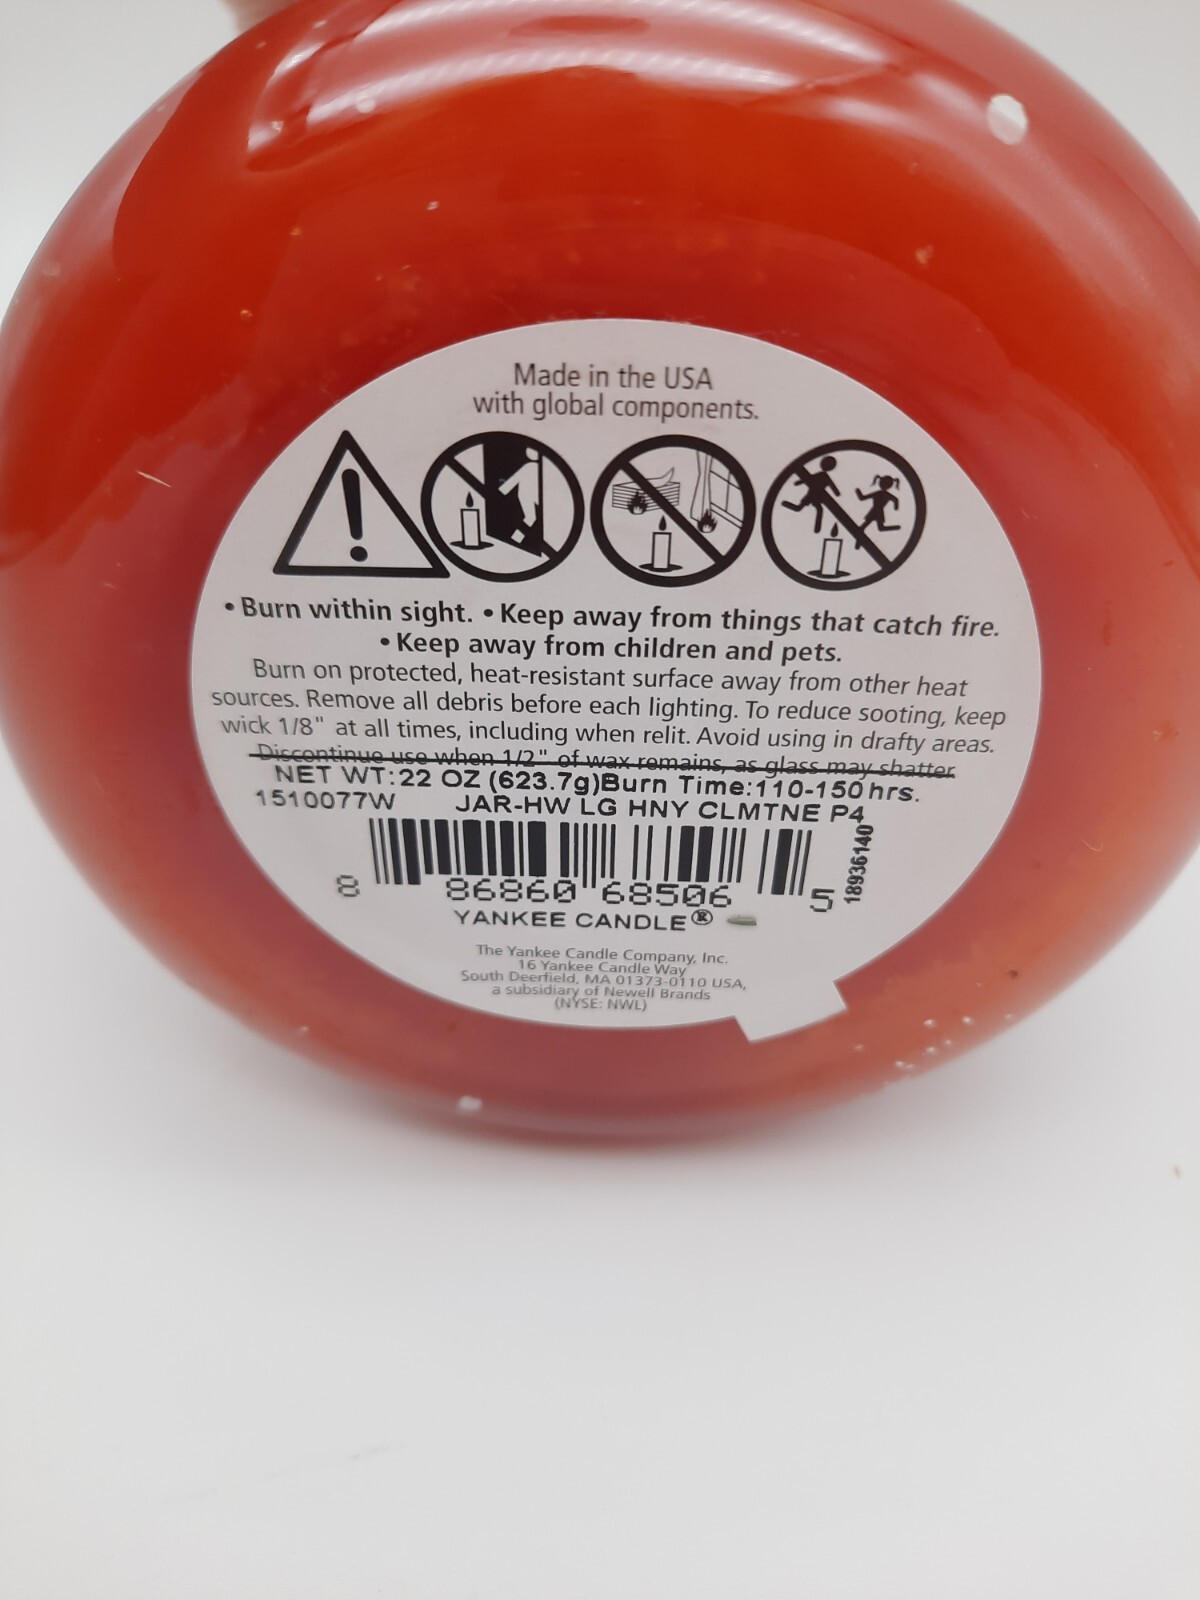 Made in the USA
with global components.
• Burn within sight. • Keep away from things that catch fire.
• Keep away from children and pets.
Burn on protected, heat-resistant surface away from other heat
sources. Remove all debris before each lighting. To reduce sooting, keep
wick 1/8" at all times, including when relit. Avoid using in drafty areas.
Discontinue use when 1/2" of wax remains, as glass may shatter.
NET WT:22 OZ (623.7g)Burn Time:110-150 hrs.
1510077W JAR-HW LG HNY CLMTNE P4
18936140
8 86860 68506 5
YANKEE CANDLE®
The Yankee Candle Company, Inc.
16 Yankee Candle Way
South Deerfield, MA 01373-0110 USA,
a subsidiary of Newell Brands
(NYSE: NWL)